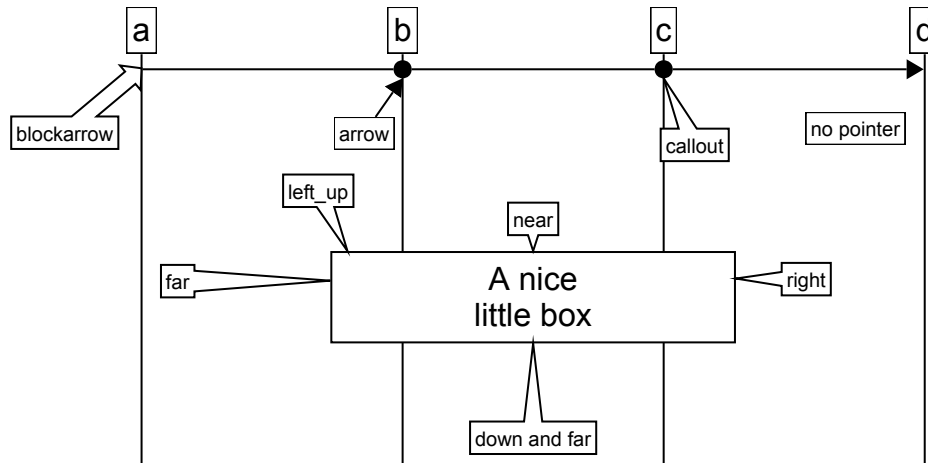 a
b
c
d
blockarrow
arrow
callout
no pointer
left_up
near
far
A nice
little box
right
down and far